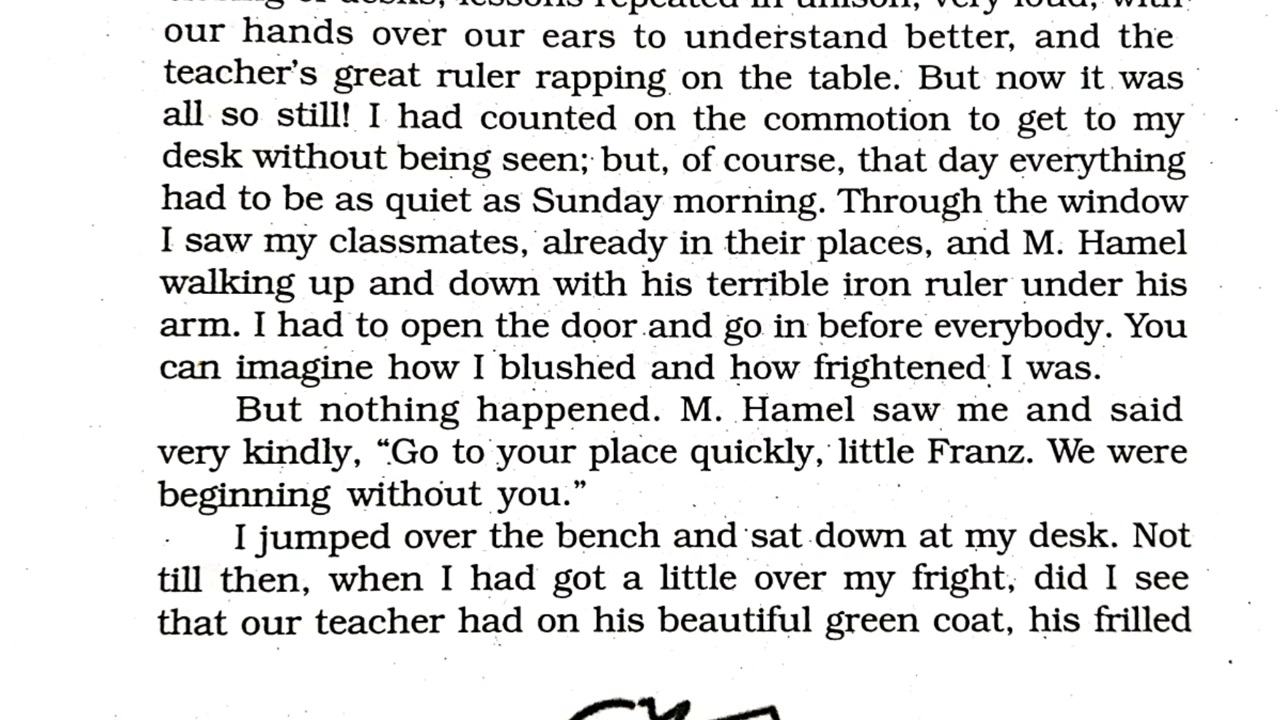 our hands over our ears to understand better, and the
teacher's great ruler rapping on the table. But now it was
all so still! I had counted on the commotion to get to my
desk without being seen; but, of course, that day everything
had to be as quiet as Sunday morning. Through the window
I saw my classmates, already in their places, and M. Hamel
walking up and down with his terrible iron ruler under his
arm. I had to open the door and go in before everybody. You
can imagine how I blushed and how frightened I was.
But nothing happened. M. Hamel saw me and said
very kindly, “Go to your place quickly, little Franz. We were
beginning without you.”
I jumped over the bench and sat down at my desk. Not
till then, when I had got a little over my fright, did I see
that our teacher had on his beautiful green coat, his frilled